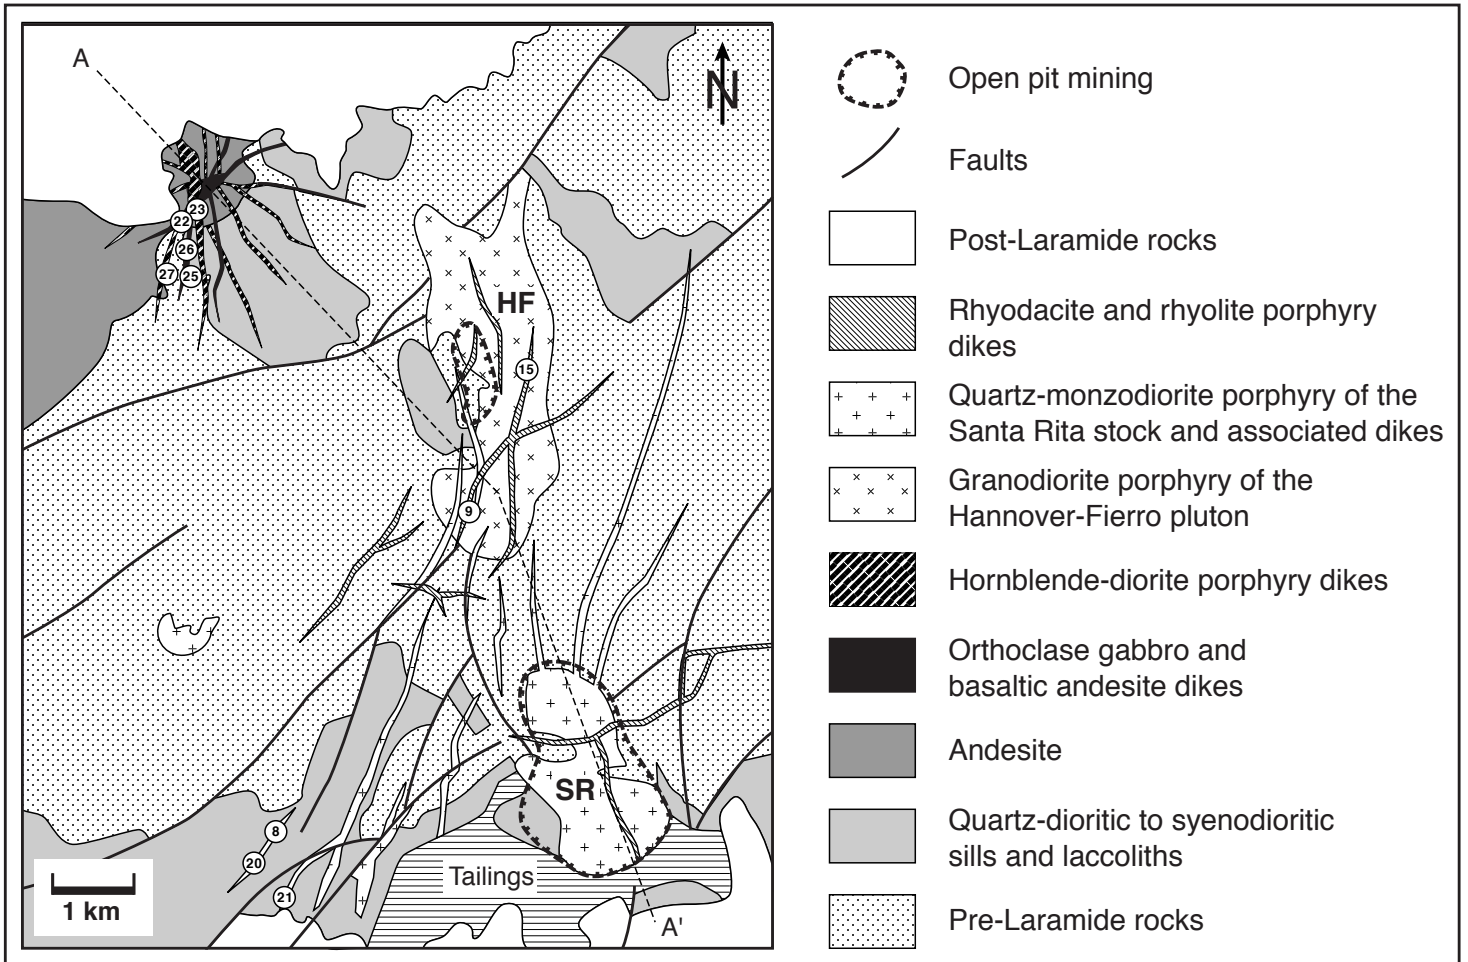 A
N
23
22
26
27
25
HF
15
9
SR
8
20
21
Tailings
1 km
A'
Open pit mining
Faults
Post-Laramide rocks
Rhyodacite and rhyolite porphyry
dikes
Quartz-monzodiorite porphyry of the
Santa Rita stock and associated dikes
Granodiorite porphyry of the
Hannover-Fierro pluton
Hornblende-diorite porphyry dikes
Orthoclase gabbro and
basaltic andesite dikes
Andesite
Quartz-dioritic to syenodioritic
sills and laccoliths
Pre-Laramide rocks